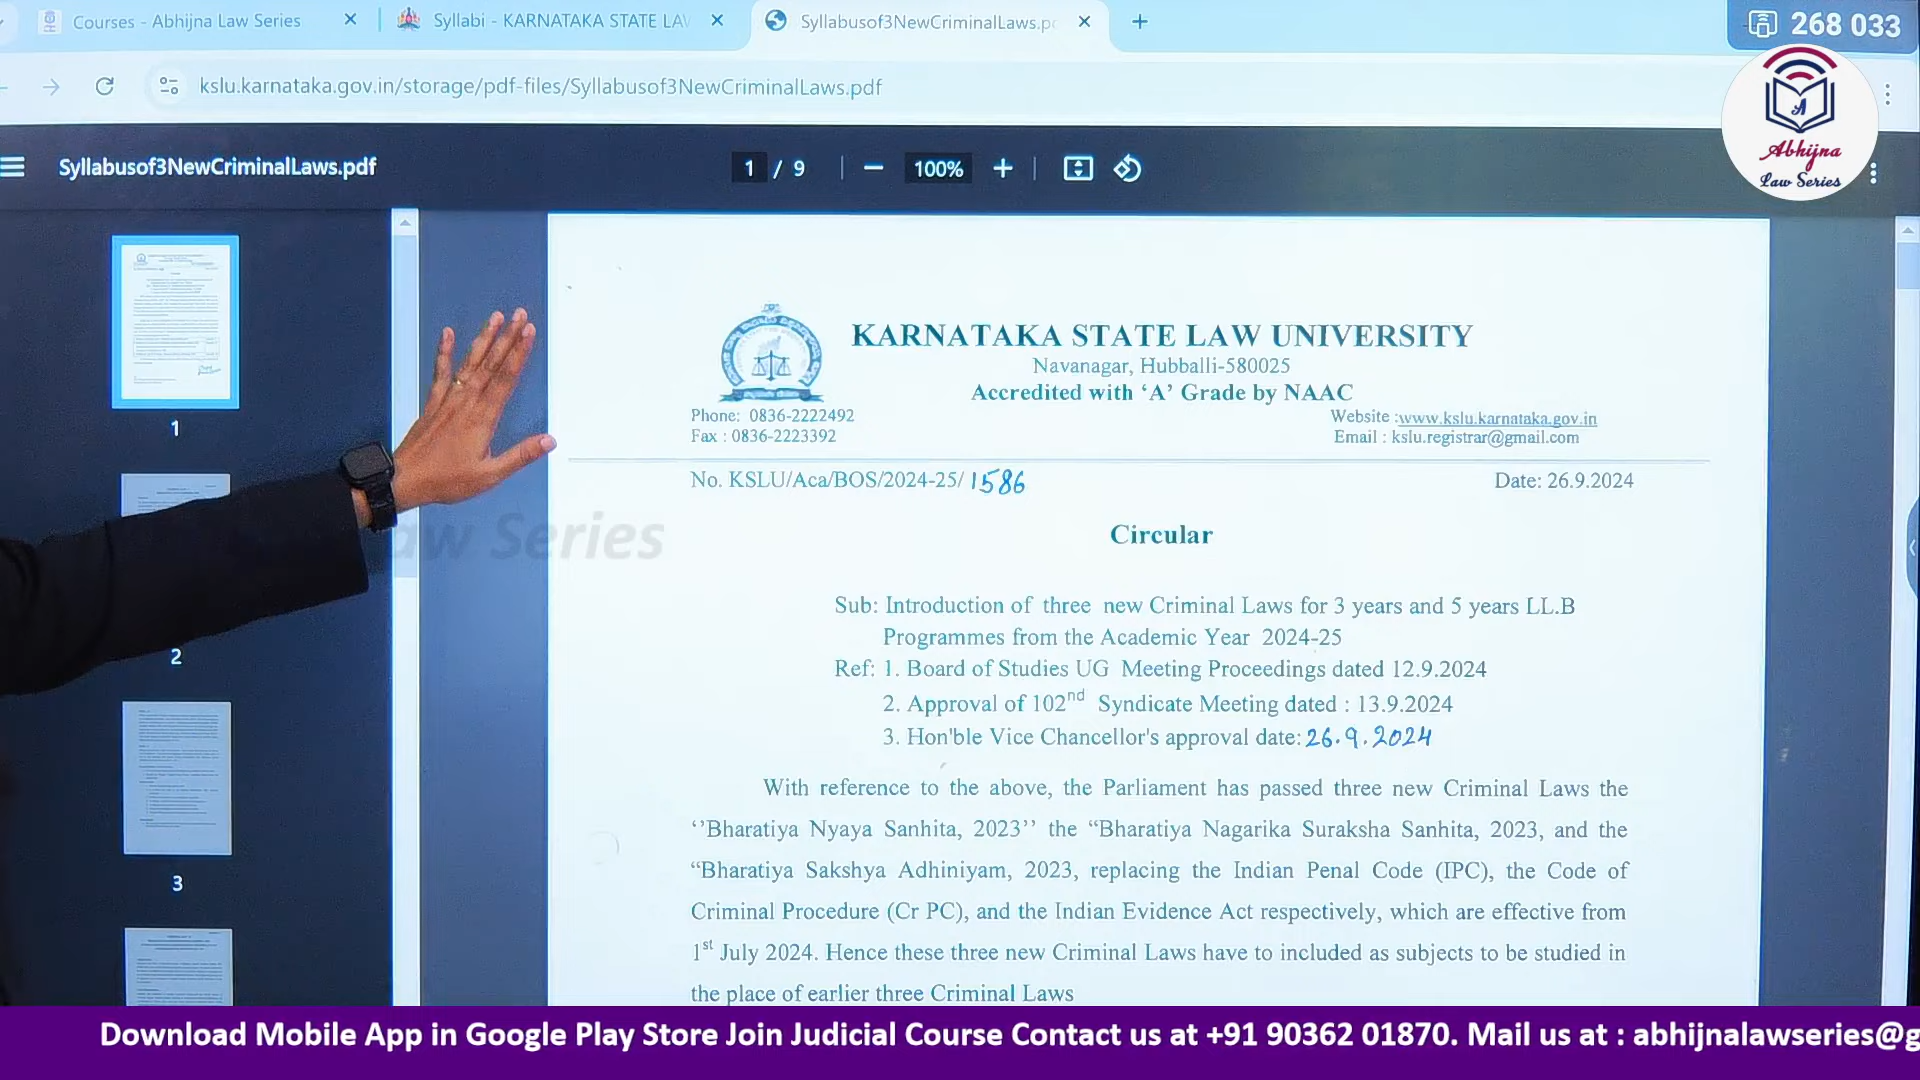 Courses - Abhijna Law Series
Syllabi - KARNATAKA STATE LAW
Syllabusof3NewCriminalLaws.pd
268 033
kslu.karnataka.gov.in/storage/pdf-files/Syllabusof3NewCriminalLaws.pdf
A
Abhijna
Law Series
Syllabusof3NewCriminalLaws.pdf
1 / 9
100%
KARNATAKA STATE LAW UNIVERSITY
Navanagar, Hubballi-580025
Accredited with ‘A’ Grade by NAAC
Phone: 0836-2222492
Website :www.kslu.karnataka.gov.in
Fax : 0836-2223392
Email : kslu.registrar@gmail.com
No. KSLU/Aca/BOS/2024-25/ 1586
Date: 26.9.2024
Circular
Sub: Introduction of three new Criminal Laws for 3 years and 5 years LL.B
Programmes from the Academic Year 2024-25
Ref: 1. Board of Studies UG Meeting Proceedings dated 12.9.2024
2. Approval of 102nd Syndicate Meeting dated : 13.9.2024
3. Hon'ble Vice Chancellor's approval date: 26.9.2024
With reference to the above, the Parliament has passed three new Criminal Laws the
‘’Bharatiya Nyaya Sanhita, 2023’’ the “Bharatiya Nagarika Suraksha Sanhita, 2023, and the
“Bharatiya Sakshya Adhiniyam, 2023, replacing the Indian Penal Code (IPC), the Code of
Criminal Procedure (Cr PC), and the Indian Evidence Act respectively, which are effective from
1st July 2024. Hence these three new Criminal Laws have to included as subjects to be studied in
the place of earlier three Criminal Laws
1
2
3
aw Series
Download Mobile App in Google Play Store Join Judicial Course Contact us at +91 90362 01870. Mail us at : abhijnalawseries@g